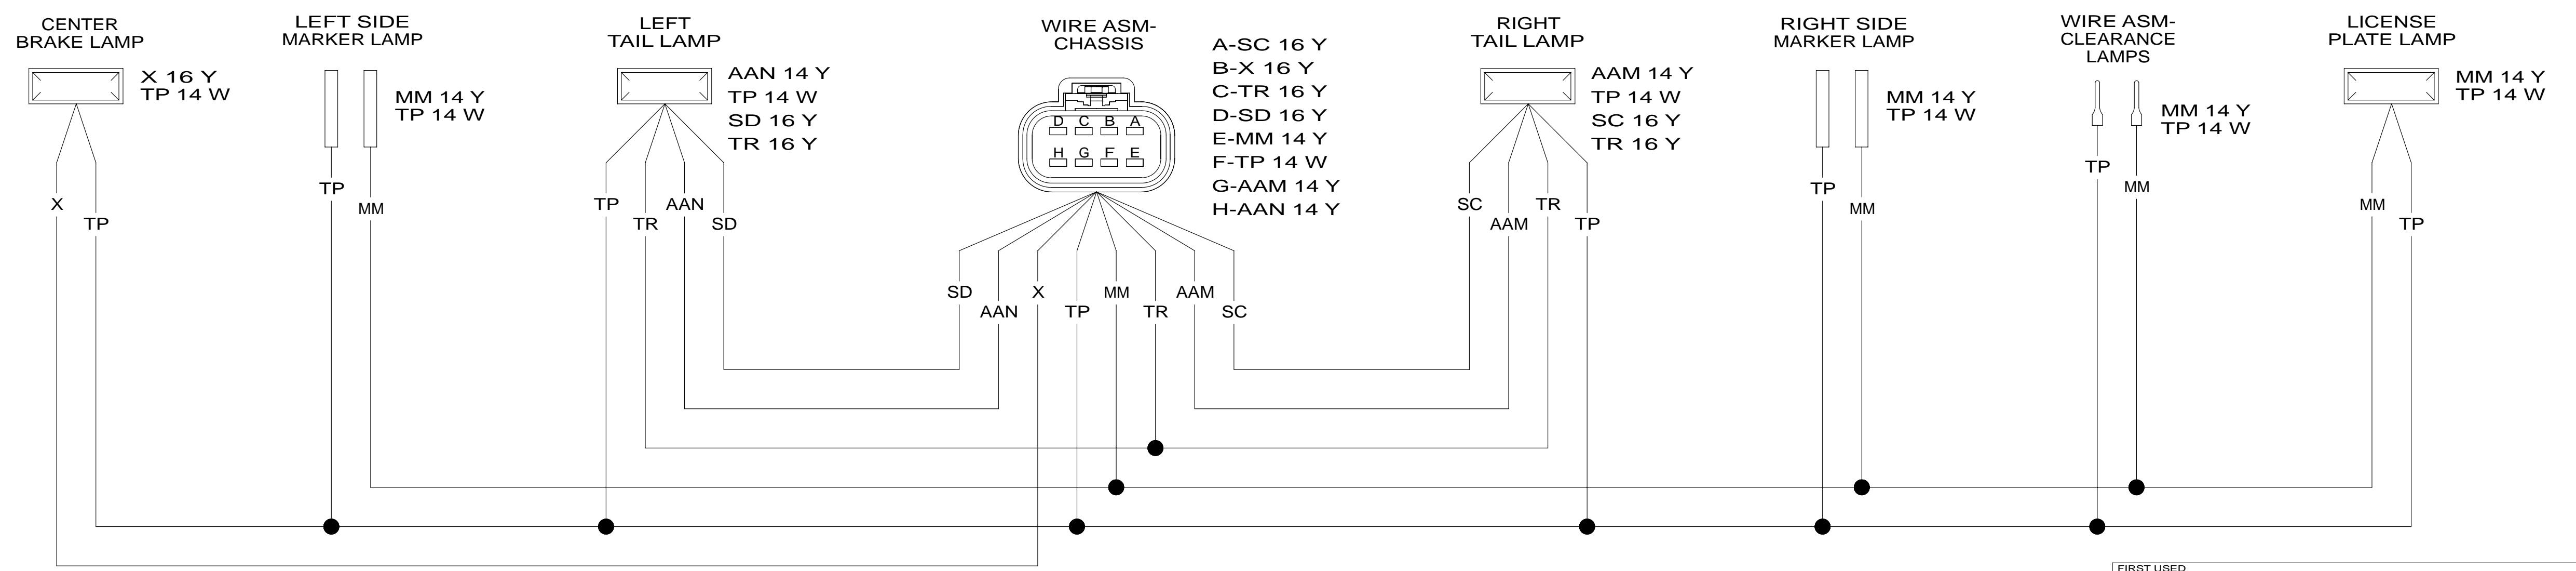 CENTER
BRAKE LAMP
X 16 Y
TP 14 W
X
TP
LEFT SIDE
MARKER LAMP
MM 14 Y
TP 14 W
TP
MM
LEFT
TAIL LAMP
AAN 14 Y
TP 14 W
SD 16 Y
TR 16 Y
TP
TR
AAN
SD
WIRE ASM-
CHASSIS
D C B A
H G F E
A-SC 16 Y
B-X 16 Y
C-TR 16 Y
D-SD 16 Y
E-MM 14 Y
F-TP 14 W
G-AAM 14 Y
H-AAN 14 Y
SD
AAN
X
TP
MM
TR
AAM
SC
RIGHT
TAIL LAMP
AAM 14 Y
TP 14 W
SC 16 Y
TR 16 Y
SC
AAM
TR
TP
RIGHT SIDE
MARKER LAMP
MM 14 Y
TP 14 W
TP
MM
WIRE ASM-
CLEARANCE
LAMPS
MM 14 Y
TP 14 W
TP
MM
LICENSE
PLATE LAMP
MM 14 Y
TP 14 W
MM
TP
FIRST USED